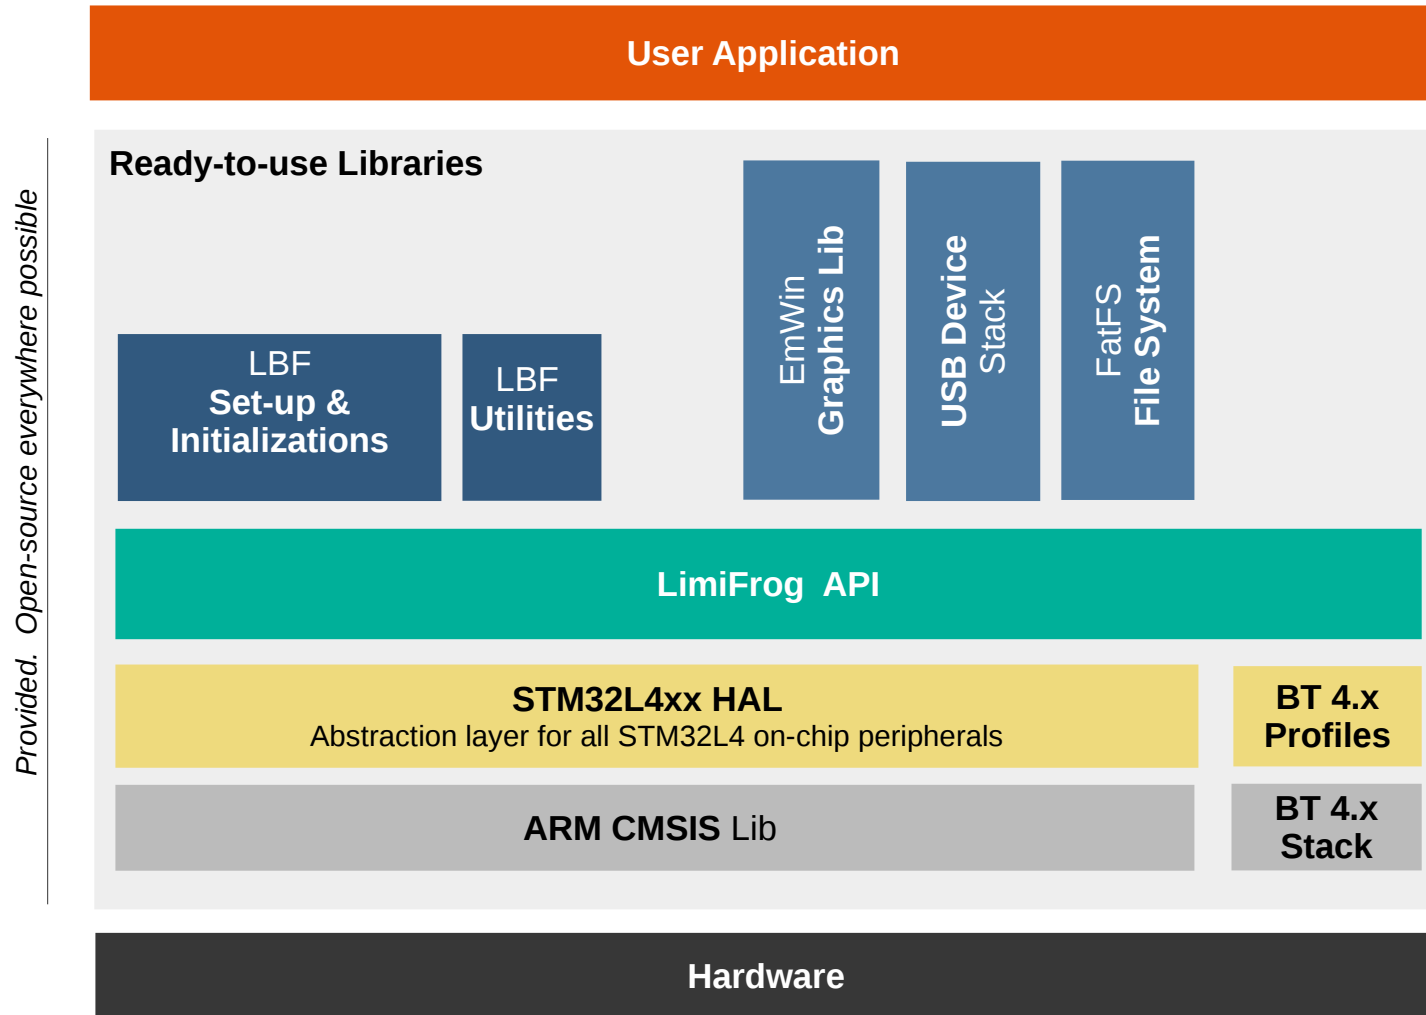 User Application
Provided.  Open-source everywhere possible
Ready-to-use Libraries
LBF
Set-up &
Initializations
LBF
Utilities
EmWin
Graphics Lib
USB Device
Stack
FatFS
File System
LimiFrog  API
STM32L4xx HAL
Abstraction layer for all STM32L4 on-chip peripherals
BT 4.x
Profiles
ARM CMSIS Lib
BT 4.x
Stack
Hardware